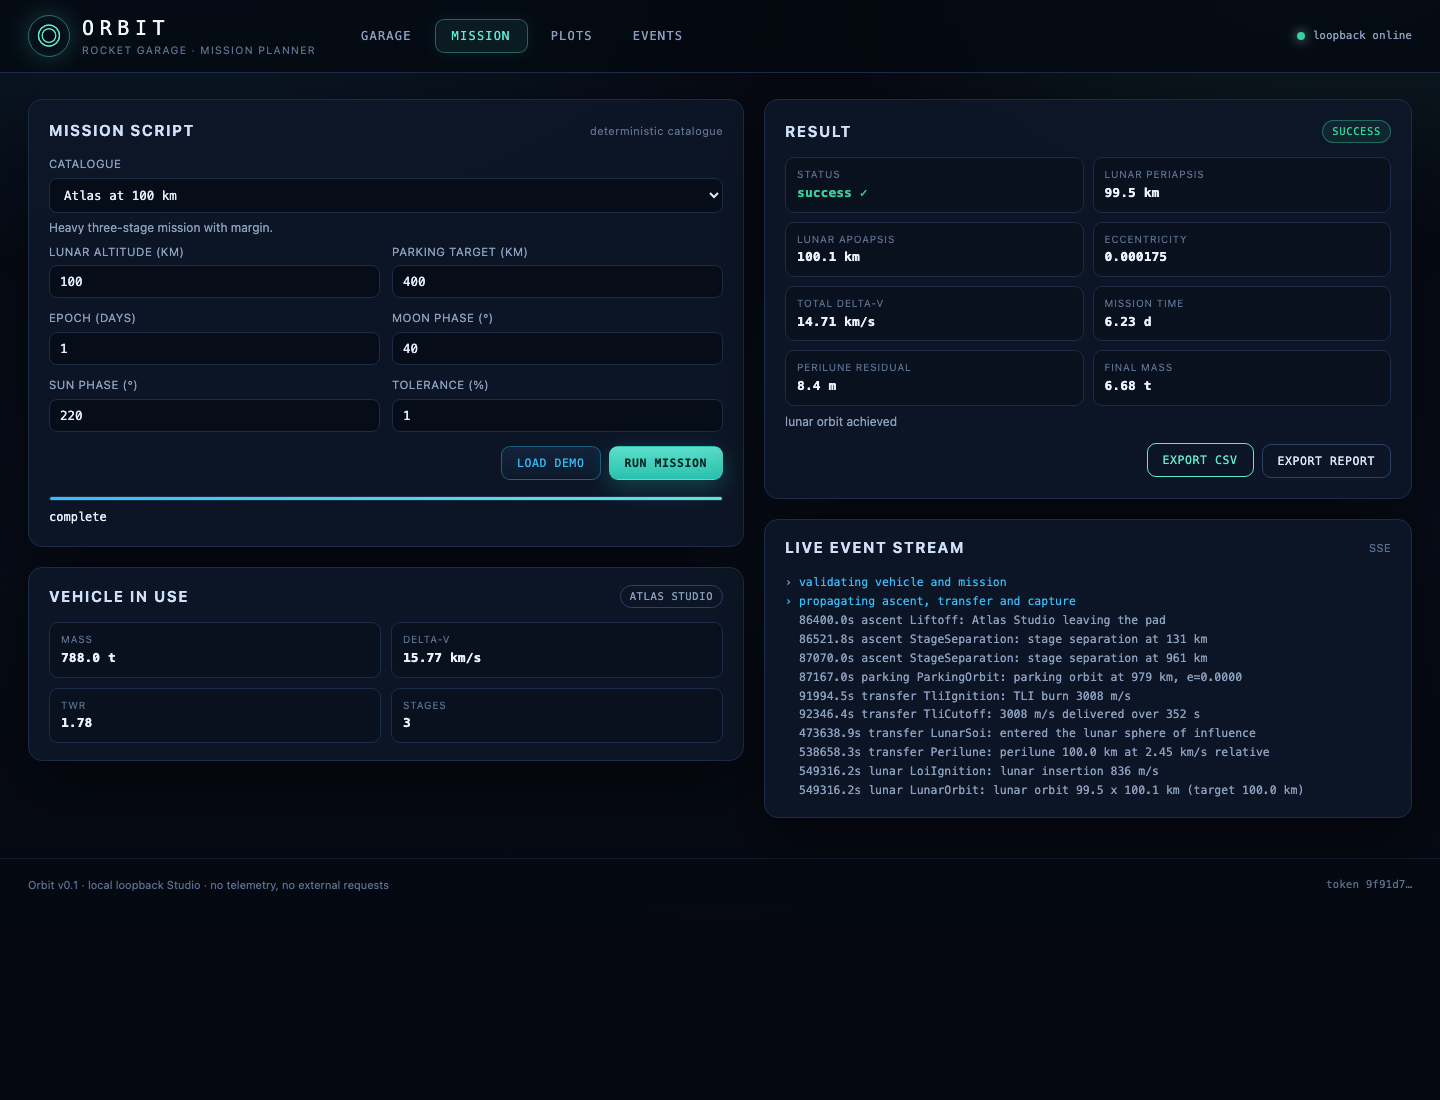 ORBIT
ROCKET GARAGE · MISSION PLANNER
GARAGE
MISSION
PLOTS
EVENTS
loopback online
MISSION SCRIPT
deterministic catalogue
CATALOGUE
Atlas at 100 km
Heavy three-stage mission with margin.
LUNAR ALTITUDE (KM)
PARKING TARGET (KM)
100
400
EPOCH (DAYS)
MOON PHASE (°)
1
40
SUN PHASE (°)
TOLERANCE (%)
220
1
LOAD DEMO
RUN MISSION
complete
VEHICLE IN USE
ATLAS STUDIO
MASS
788.0 t
DELTA-V
15.77 km/s
TWR
1.78
STAGES
3
RESULT
SUCCESS
STATUS
success ✓
LUNAR PERIAPSIS
99.5 km
LUNAR APOAPSIS
100.1 km
ECCENTRICITY
0.000175
TOTAL DELTA-V
14.71 km/s
MISSION TIME
6.23 d
PERILUNE RESIDUAL
8.4 m
FINAL MASS
6.68 t
lunar orbit achieved
EXPORT CSV
EXPORT REPORT
LIVE EVENT STREAM
SSE
› validating vehicle and mission
› propagating ascent, transfer and capture
86400.0s ascent Liftoff: Atlas Studio leaving the pad
86521.8s ascent StageSeparation: stage separation at 131 km
87070.0s ascent StageSeparation: stage separation at 961 km
87167.0s parking ParkingOrbit: parking orbit at 979 km, e=0.0000
91994.5s transfer TliIgnition: TLI burn 3008 m/s
92346.4s transfer TliCutoff: 3008 m/s delivered over 352 s
473638.9s transfer LunarSoi: entered the lunar sphere of influence
538658.3s transfer Perilune: perilune 100.0 km at 2.45 km/s relative
549316.2s lunar LoiIgnition: lunar insertion 836 m/s
549316.2s lunar LunarOrbit: lunar orbit 99.5 x 100.1 km (target 100.0 km)
Orbit v0.1 · local loopback Studio · no telemetry, no external requests
token 9f91d7…